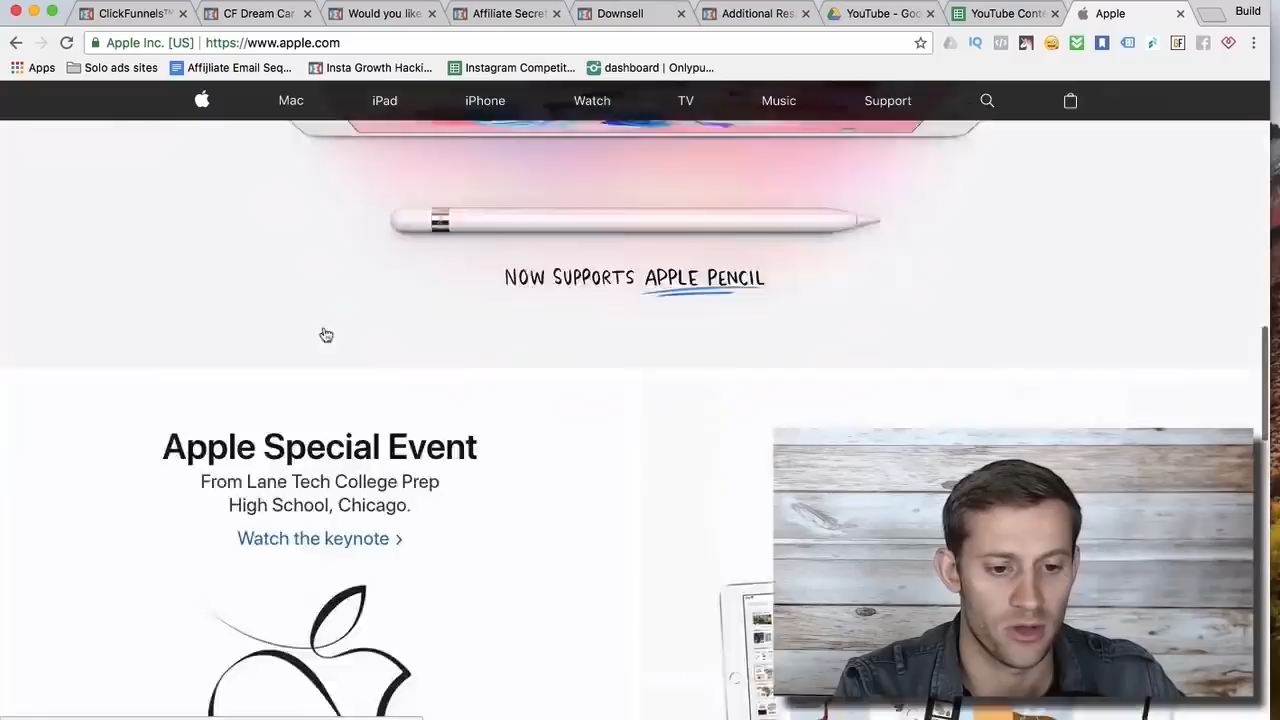 ClickFunnels™
CF Dream Car
Would you like
Affiliate Secret
Downsell
Additional Res
YouTube - Goo
YouTube Conte
Apple
Build
Apple Inc. [US]
https://www.apple.com
Apps
Solo ads sites
Affijliate Email Seq...
Insta Growth Hacki...
Instagram Competit...
dashboard | Onlypu...
Mac
iPad
iPhone
Watch
TV
Music
Support
NOW SUPPORTS APPLE PENCIL
Apple Special Event
From Lane Tech College Prep
High School, Chicago.
Watch the keynote ›